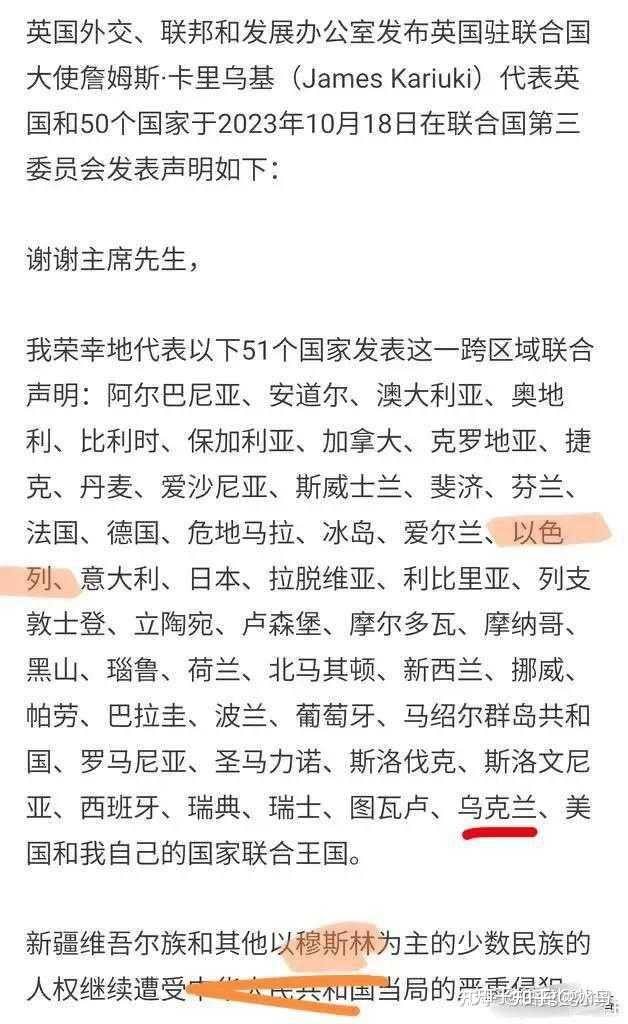 英国外交、联邦和发展办公室发布英国驻联合国
大使詹姆斯·卡里乌基（James Kariuki）代表英
国和50个国家于2023年10月18日在联合国第三
委员会发表声明如下：
谢谢主席先生，
我荣幸地代表以下51个国家发表这一跨区域联合
声明：阿尔巴尼亚、安道尔、澳大利亚、奥地
利、比利时、保加利亚、加拿大、克罗地亚、捷
克、丹麦、爱沙尼亚、斯威士兰、斐济、芬兰、
法国、德国、危地马拉、冰岛、爱尔兰、以色
列、意大利、日本、拉脱维亚、利比里亚、列支
敦士登、立陶宛、卢森堡、摩尔多瓦、摩纳哥、
黑山、瑙鲁、荷兰、北马其顿、新西兰、挪威、
帕劳、巴拉圭、波兰、葡萄牙、马绍尔群岛共和
国、罗马尼亚、圣马力诺、斯洛伐克、斯洛文尼
亚、西班牙、瑞典、瑞士、图瓦卢、乌克兰、美
国和我自己的国家联合王国。
新疆维吾尔族和其他以穆斯林为主的少数民族的
人权继续遭受中华人民共和国当局的严重侵犯